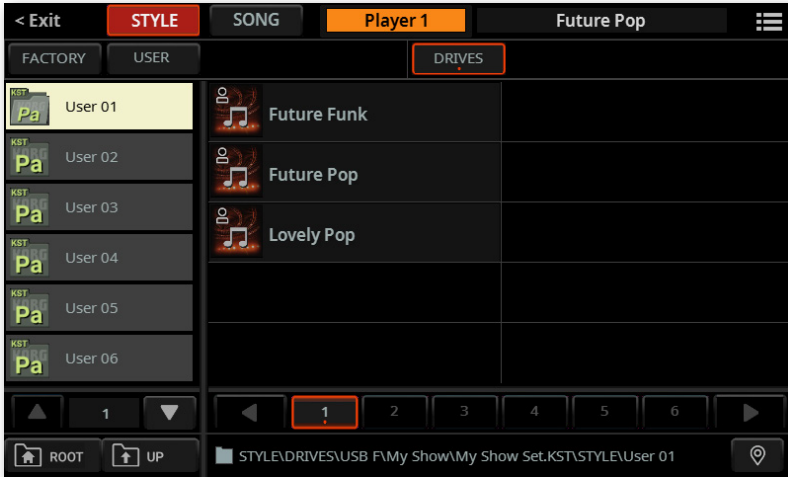 < Exit STYLE SONG Player 1 Future Pop
FACTORY USER DRIVES
KST Pa User 01
KST Pa User 02
KST Pa User 03
KST Pa User 04
KST Pa User 05
KST Pa User 06
Future Funk
Future Pop
Lovely Pop
1
1 2 3 4 5 6
ROOT UP
STYLE\DRIVES\USB F\My Show\My Show Set.KST\STYLE\User 01